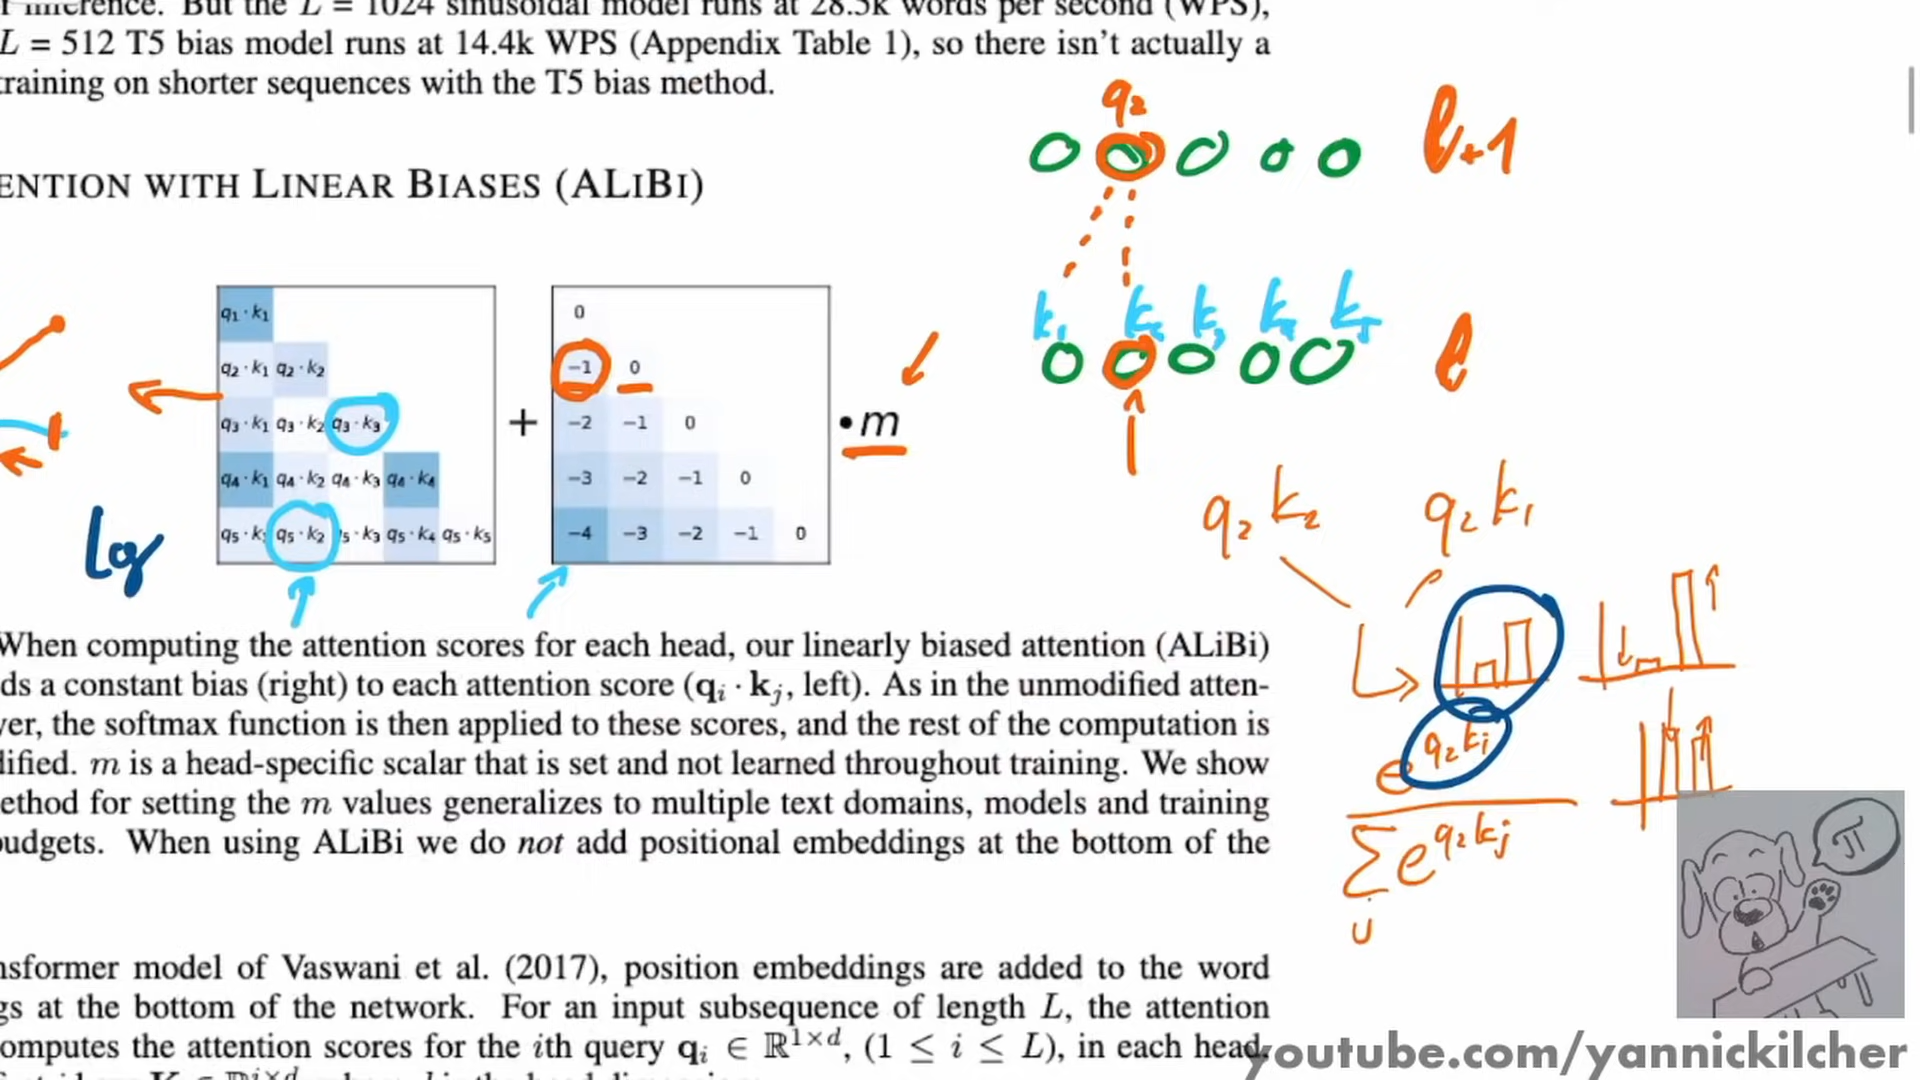 inference. But the L = 1024 sinusoidal model runs at 28.5k words per second (WPS),
L = 512 T5 bias model runs at 14.4k WPS (Appendix Table 1), so there isn't actually a
training on shorter sequences with the T5 bias method.
ENTION WITH LINEAR BIASES (ALIBI)
q₂
l+1
k₁ k₂ k₃ k₄ k₅
l
q₁·k₁
q₂·k₁ q₂·k₂
q₃·k₁ q₃·k₂ q₃·k₃
q₄·k₁ q₄·k₂ q₄·k₃ q₄·k₄
q₅·k₁ q₅·k₂ q₅·k₃ q₅·k₄ q₅·k₅
+
0
−1 0
−2 −1 0
−3 −2 −1 0
−4 −3 −2 −1 0
•m
log
q₂ k₂ q₂ k₁
When computing the attention scores for each head, our linearly biased attention (ALiBi)
ds a constant bias (right) to each attention score (qᵢ · kⱼ, left). As in the unmodified atten-
yer, the softmax function is then applied to these scores, and the rest of the computation is
dified. m is a head-specific scalar that is set and not learned throughout training. We show
ethod for setting the m values generalizes to multiple text domains, models and training
budgets. When using ALiBi we do not add positional embeddings at the bottom of the
e q₂kᵢ
Σ e q₂kⱼ
j
π
nsformer model of Vaswani et al. (2017), position embeddings are added to the word
gs at the bottom of the network. For an input subsequence of length L, the attention
omputes the attention scores for the ith query qᵢ ∈ ℝ¹ˣᵈ, (1 ≤ i ≤ L), in each head,
youtube.com/yannickilcher